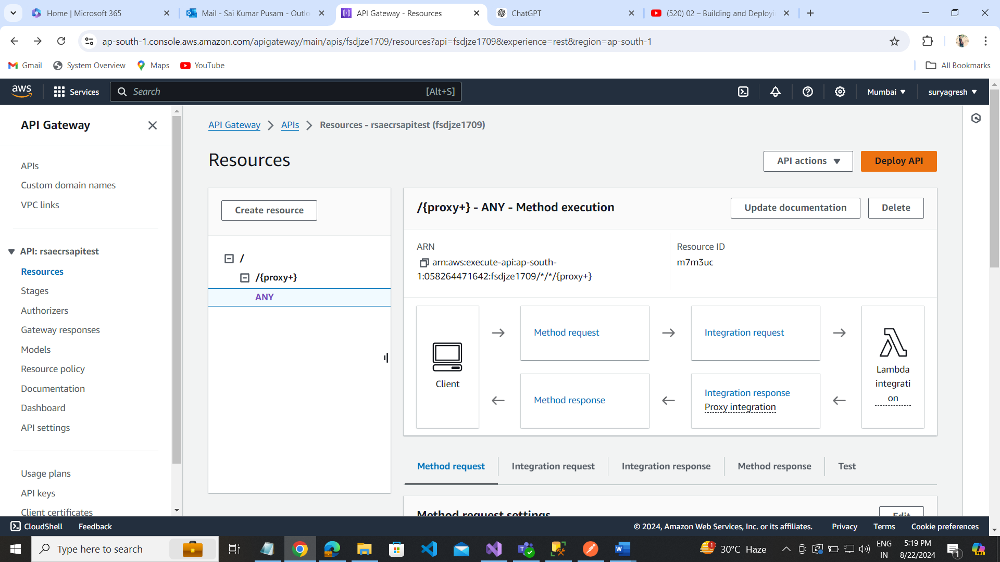 Home | Microsoft 365
Mail - Sai Kumar Pusam - Outlo
API Gateway - Resources
ChatGPT
(520) 02 – Building and Deployi
ap-south-1.console.aws.amazon.com/apigateway/main/apis/fsdjze1709/resources?api=fsdjze1709&experience=rest&region=ap-south-1
Gmail
System Overview
Maps
YouTube
All Bookmarks
aws
Services
Search
[Alt+S]
Mumbai
suryagresh
API Gateway
APIs
Custom domain names
VPC links
API: rsaecrsapitest
Resources
Stages
Authorizers
Gateway responses
Models
Resource policy
Documentation
Dashboard
API settings
Usage plans
API keys
Client certificates
API Gateway
APIs
Resources - rsaecrsapitest (fsdjze1709)
Resources
API actions
Deploy API
Create resource
/
/{proxy+}
ANY
/{proxy+} - ANY - Method execution
Update documentation
Delete
ARN
arn:aws:execute-api:ap-south-
1:058264471642:fsdjze1709/*/*/{proxy+}
Resource ID
m7m3uc
Client
Method request
Integration request
Lambda
integrati
on
Method response
Integration response
Proxy integration
Method request
Integration request
Integration response
Method response
Test
Method request settings
Edit
CloudShell
Feedback
© 2024, Amazon Web Services, Inc. or its affiliates.
Privacy
Terms
Cookie preferences
Type here to search
1
30°C Haze
ENG
IN
5:19 PM
8/22/2024
1
PRE